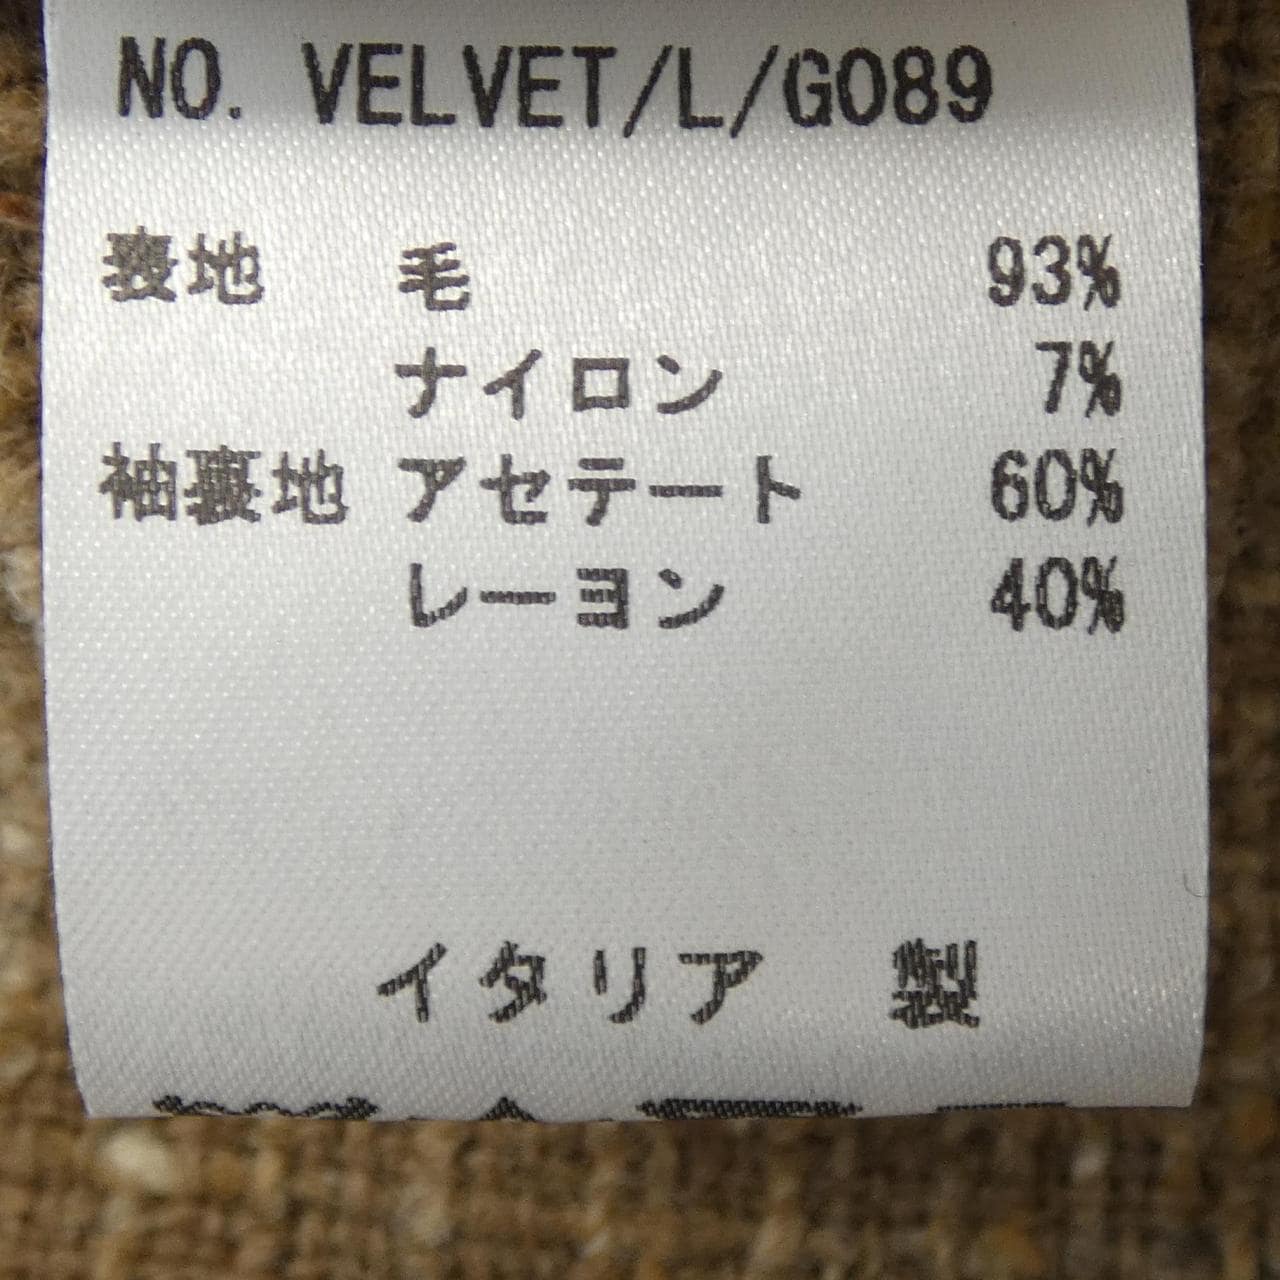 NO. VELVET/L/G089
表地 毛 93%
ナイロン 7%
袖裏地 アセテート 60%
レーヨン 40%
イタリア 製